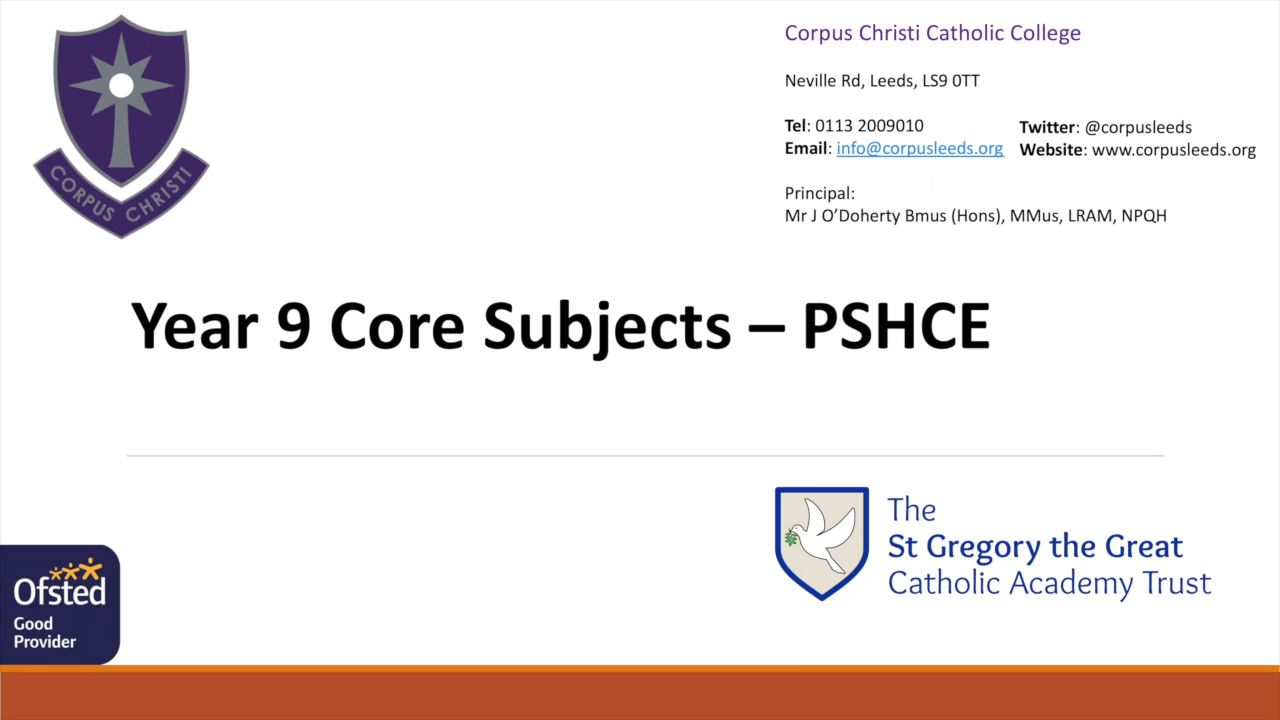 CORPUS CHRISTI
Corpus Christi Catholic College
Neville Rd, Leeds, LS9 0TT
Tel: 0113 2009010
Email: info@corpusleeds.org
Twitter: @corpusleeds
Website: www.corpusleeds.org
Principal:
Mr J O’Doherty Bmus (Hons), MMus, LRAM, NPQH
Year 9 Core Subjects – PSHCE
The
St Gregory the Great
Catholic Academy Trust
Ofsted
Good
Provider